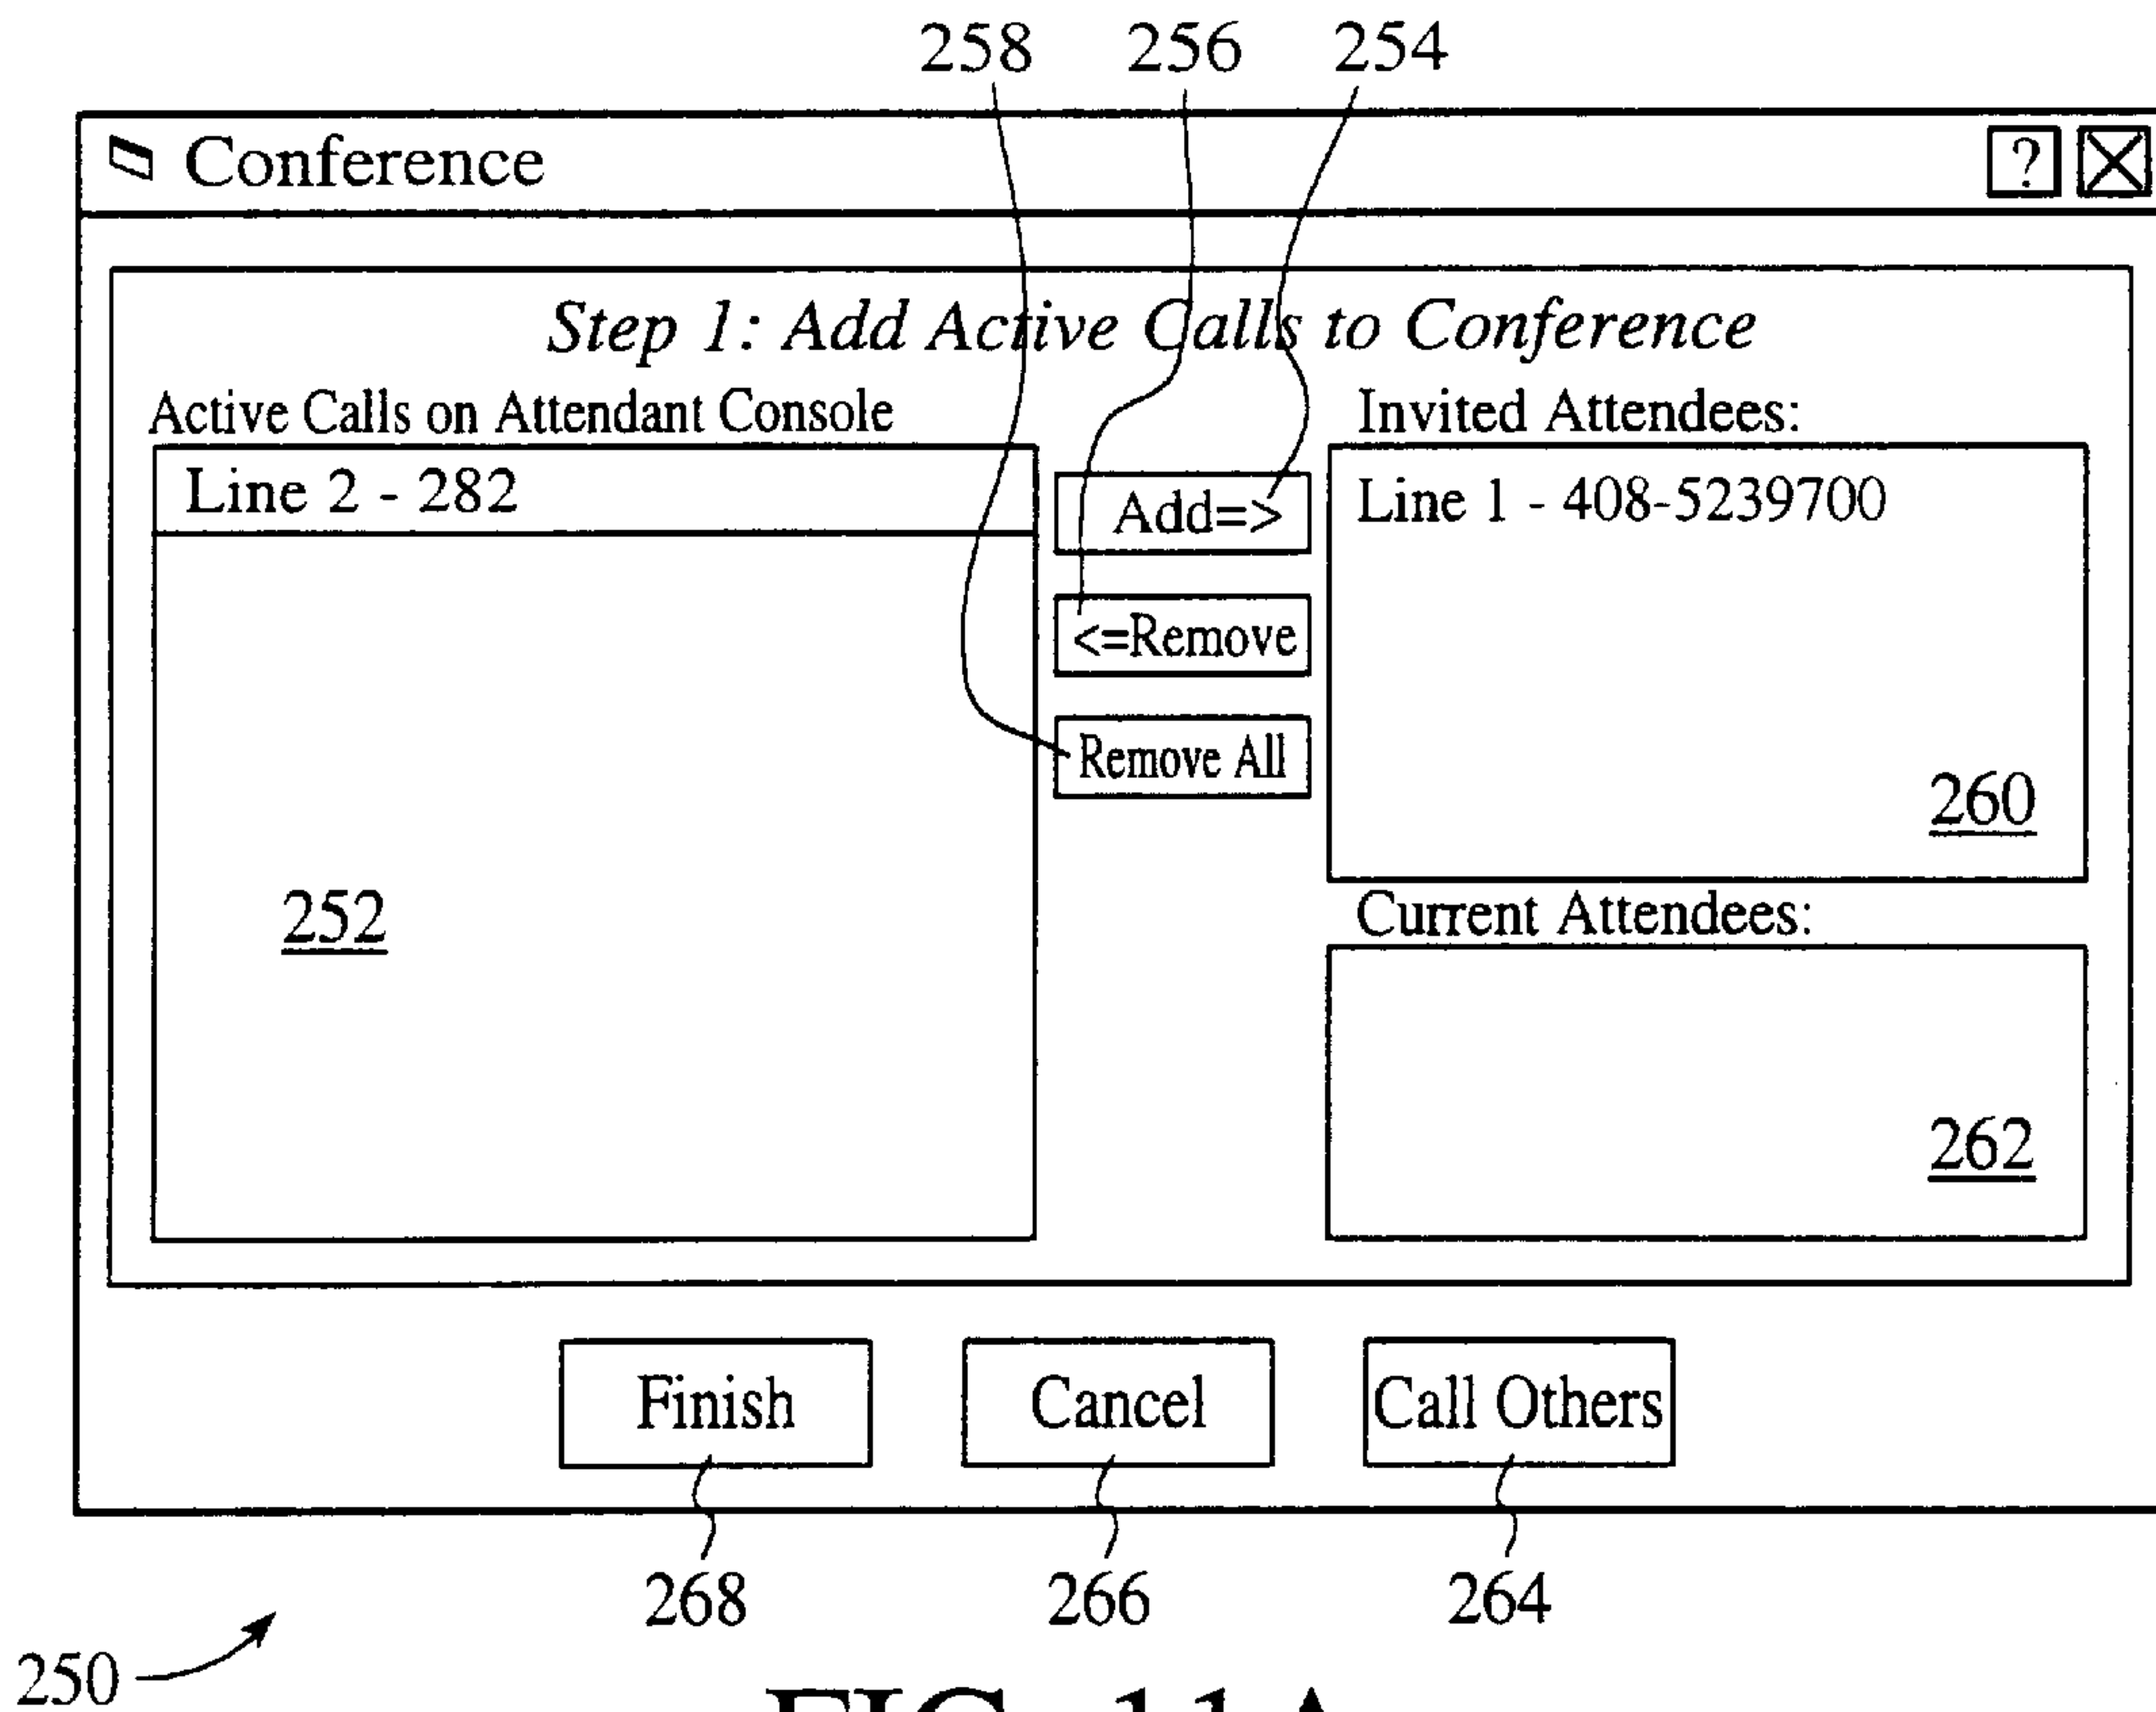 258 256 254
Conference ?
Step 1: Add Active Calls to Conference
Active Calls on Attendant Console
Line 2 - 282
Add=>
<=Remove
Remove All
252
Invited Attendees:
Line 1 - 408-5239700
260
Current Attendees:
262
Finish Cancel Call Others
268 266 264
250
FIG. 11A